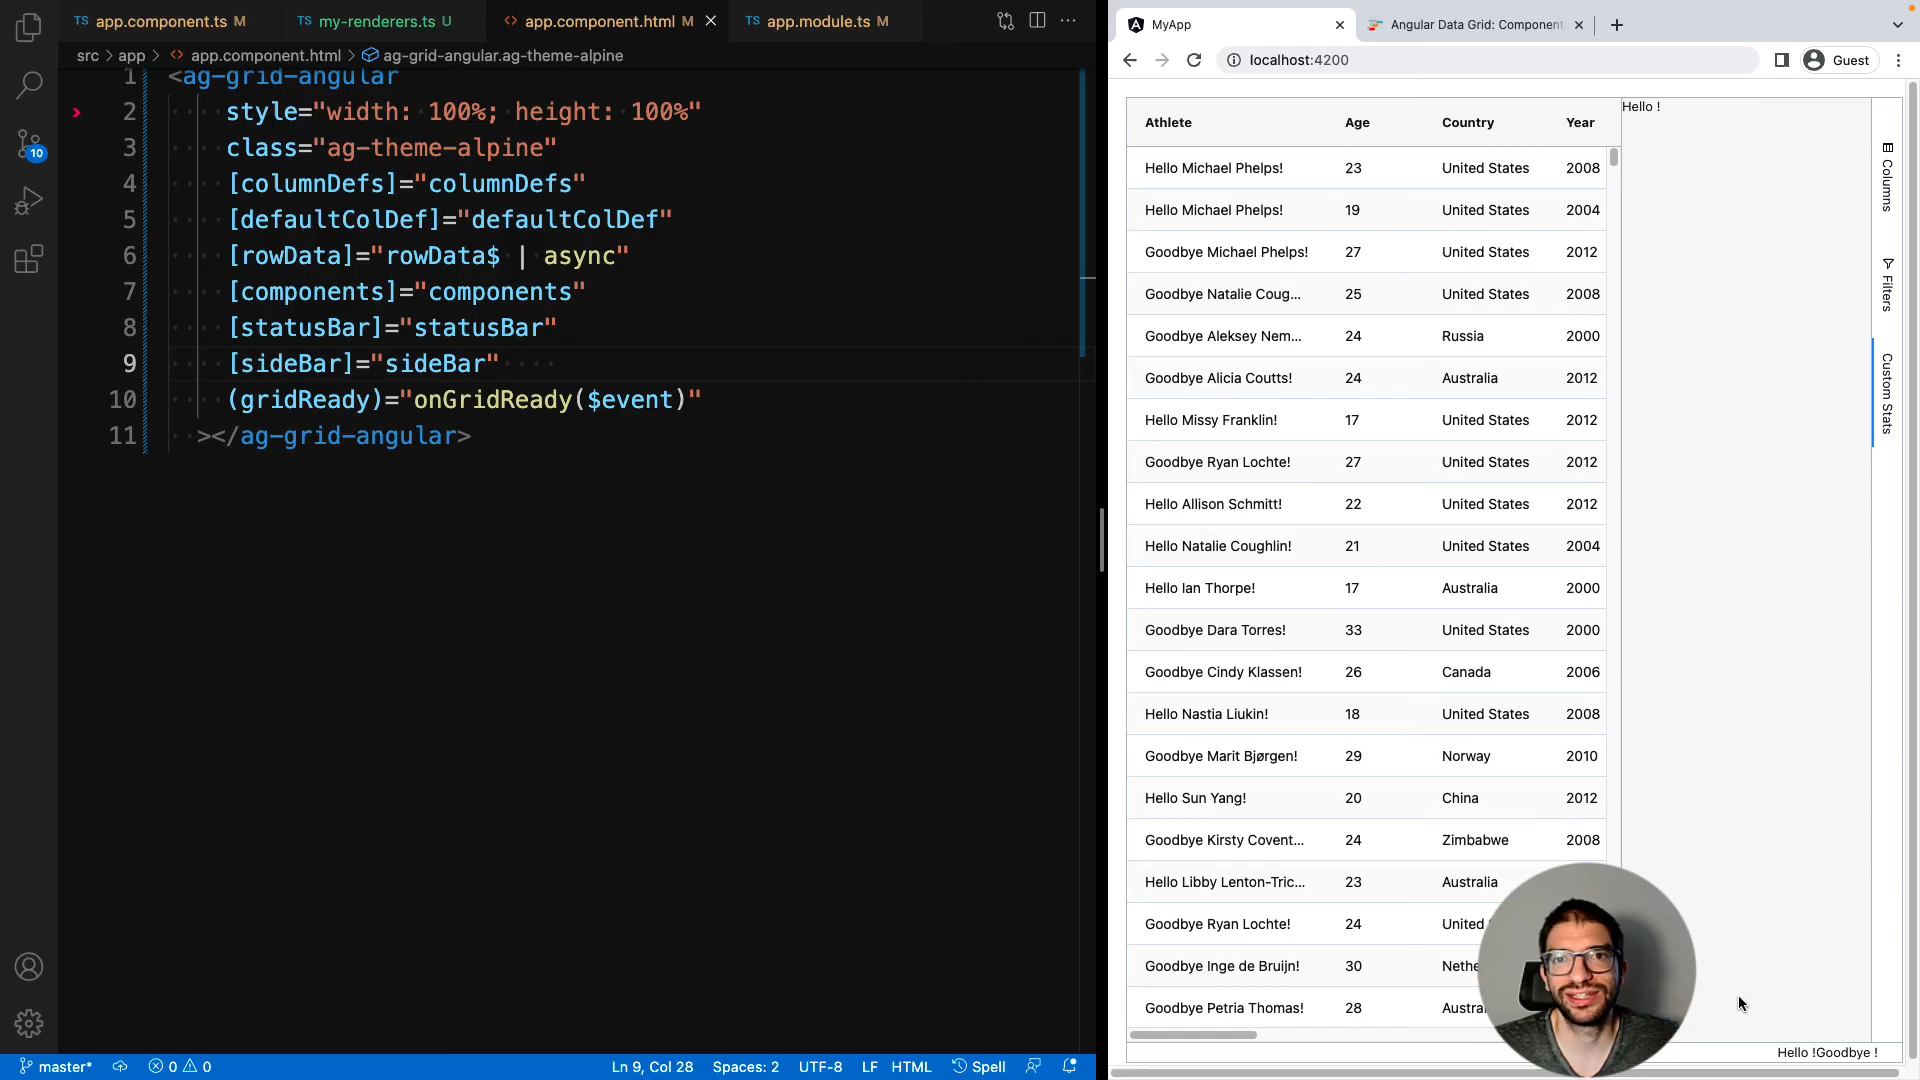 TS app.component.ts M
TS my-renderers.ts U
<> app.component.html M
TS app.module.ts M
src > app > <> app.component.html > ag-grid-angular.ag-theme-alpine
1 <ag-grid-angular
2 style="width: 100%; height: 100%"
3 class="ag-theme-alpine"
4 [columnDefs]="columnDefs"
5 [defaultColDef]="defaultColDef"
6 [rowData]="rowData$ | async"
7 [components]="components"
8 [statusBar]="statusBar"
9 [sideBar]="sideBar"
10 (gridReady)="onGridReady($event)"
11 ></ag-grid-angular>
10
master* 0 0 Ln 9, Col 28 Spaces: 2 UTF-8 LF HTML Spell
MyApp
Angular Data Grid: Component
localhost:4200
Guest
Athlete Age Country Year
Hello Michael Phelps! 23 United States 2008
Hello Michael Phelps! 19 United States 2004
Goodbye Michael Phelps! 27 United States 2012
Goodbye Natalie Coug... 25 United States 2008
Goodbye Aleksey Nem... 24 Russia 2000
Goodbye Alicia Coutts! 24 Australia 2012
Hello Missy Franklin! 17 United States 2012
Goodbye Ryan Lochte! 27 United States 2012
Hello Allison Schmitt! 22 United States 2012
Hello Natalie Coughlin! 21 United States 2004
Hello Ian Thorpe! 17 Australia 2000
Goodbye Dara Torres! 33 United States 2000
Goodbye Cindy Klassen! 26 Canada 2006
Hello Nastia Liukin! 18 United States 2008
Goodbye Marit Bjørgen! 29 Norway 2010
Hello Sun Yang! 20 China 2012
Goodbye Kirsty Covent... 24 Zimbabwe 2008
Hello Libby Lenton-Tric... 23 Australia
Goodbye Ryan Lochte! 24 United
Goodbye Inge de Bruijn! 30 Nethe
Goodbye Petria Thomas! 28 Austra
Hello !
Columns
Filters
Custom Stats
Hello !Goodbye !